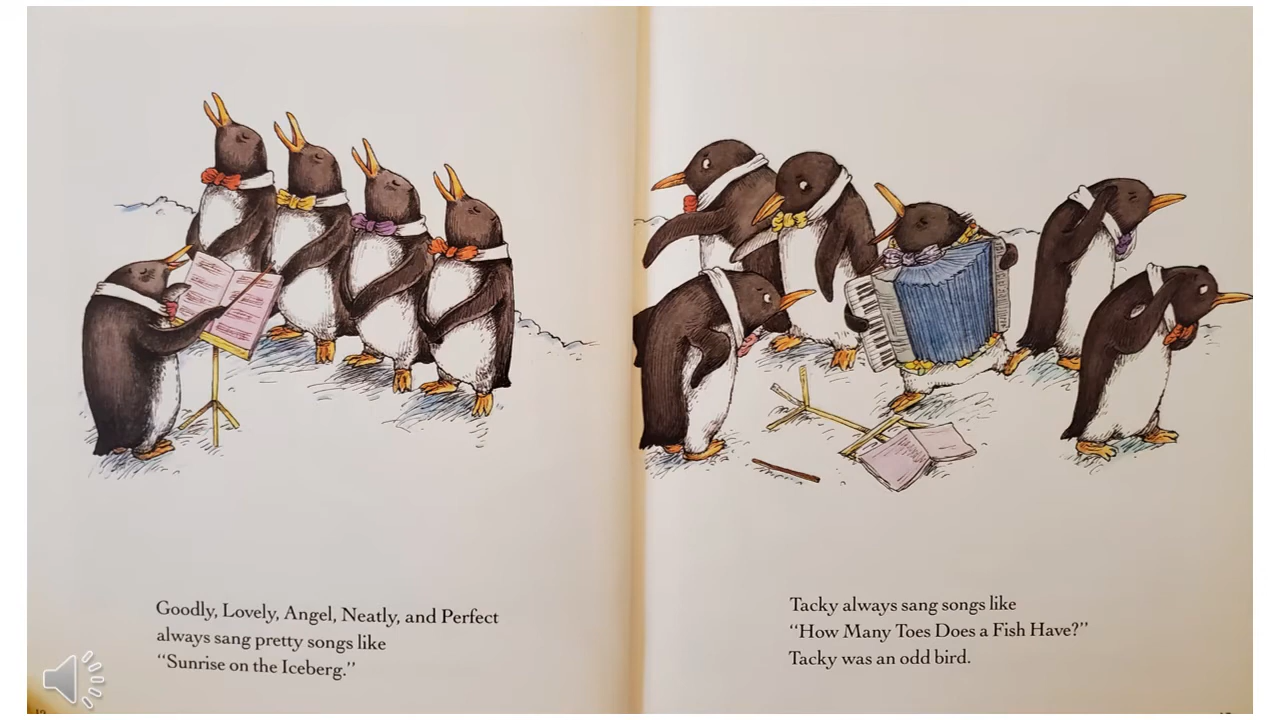 Goodly, Lovely, Angel, Neatly, and Perfect
always sang pretty songs like
“Sunrise on the Iceberg.”
Tacky always sang songs like
“How Many Toes Does a Fish Have?”
Tacky was an odd bird.